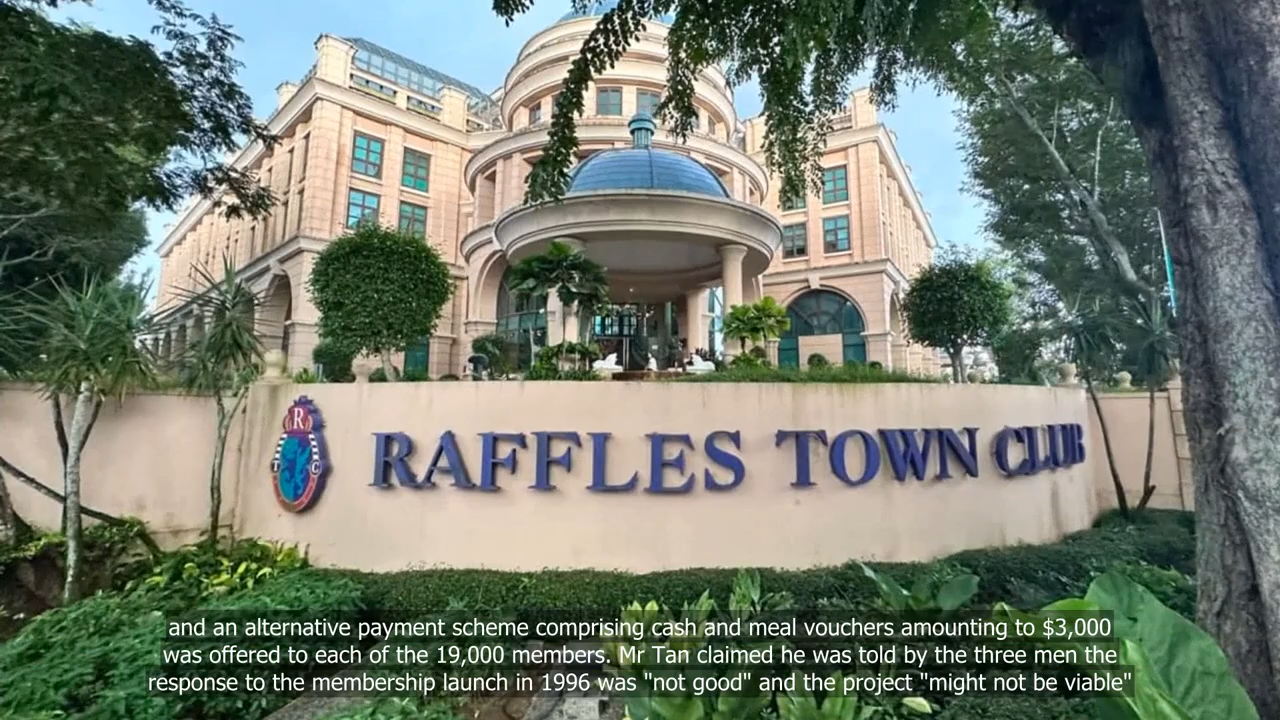 R
T C
RAFFLES TOWN CLUB
and an alternative payment scheme comprising cash and meal vouchers amounting to $3,000
was offered to each of the 19,000 members. Mr Tan claimed he was told by the three men the
response to the membership launch in 1996 was "not good" and the project "might not be viable"